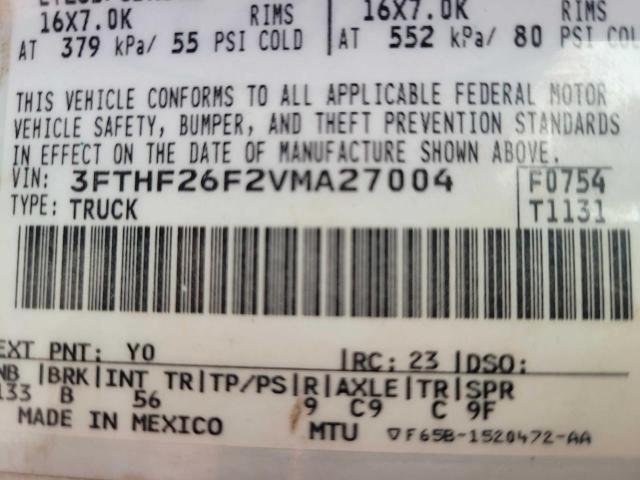 16X7.0K RIMS 16X7.0K RIMS
AT 379 kPa/ 55 PSI COLD AT 552 kPa/ 80 PSI COL
THIS VEHICLE CONFORMS TO ALL APPLICABLE FEDERAL MOTOR
VEHICLE SAFETY, BUMPER, AND THEFT PREVENTION STANDARDS
IN EFFECT ON THE DATE OF MANUFACTURE SHOWN ABOVE.
VIN: 3FTHF26F2VMA27004 F0754
TYPE: TRUCK T1131
EXT PNT: YO RC: 23 DSO:
NB BRK INT TR TP/PS R AXLE TR SPR
133 B 56 9 C9 C 9F
MADE IN MEXICO MTU ▽F65B-1520472-AA